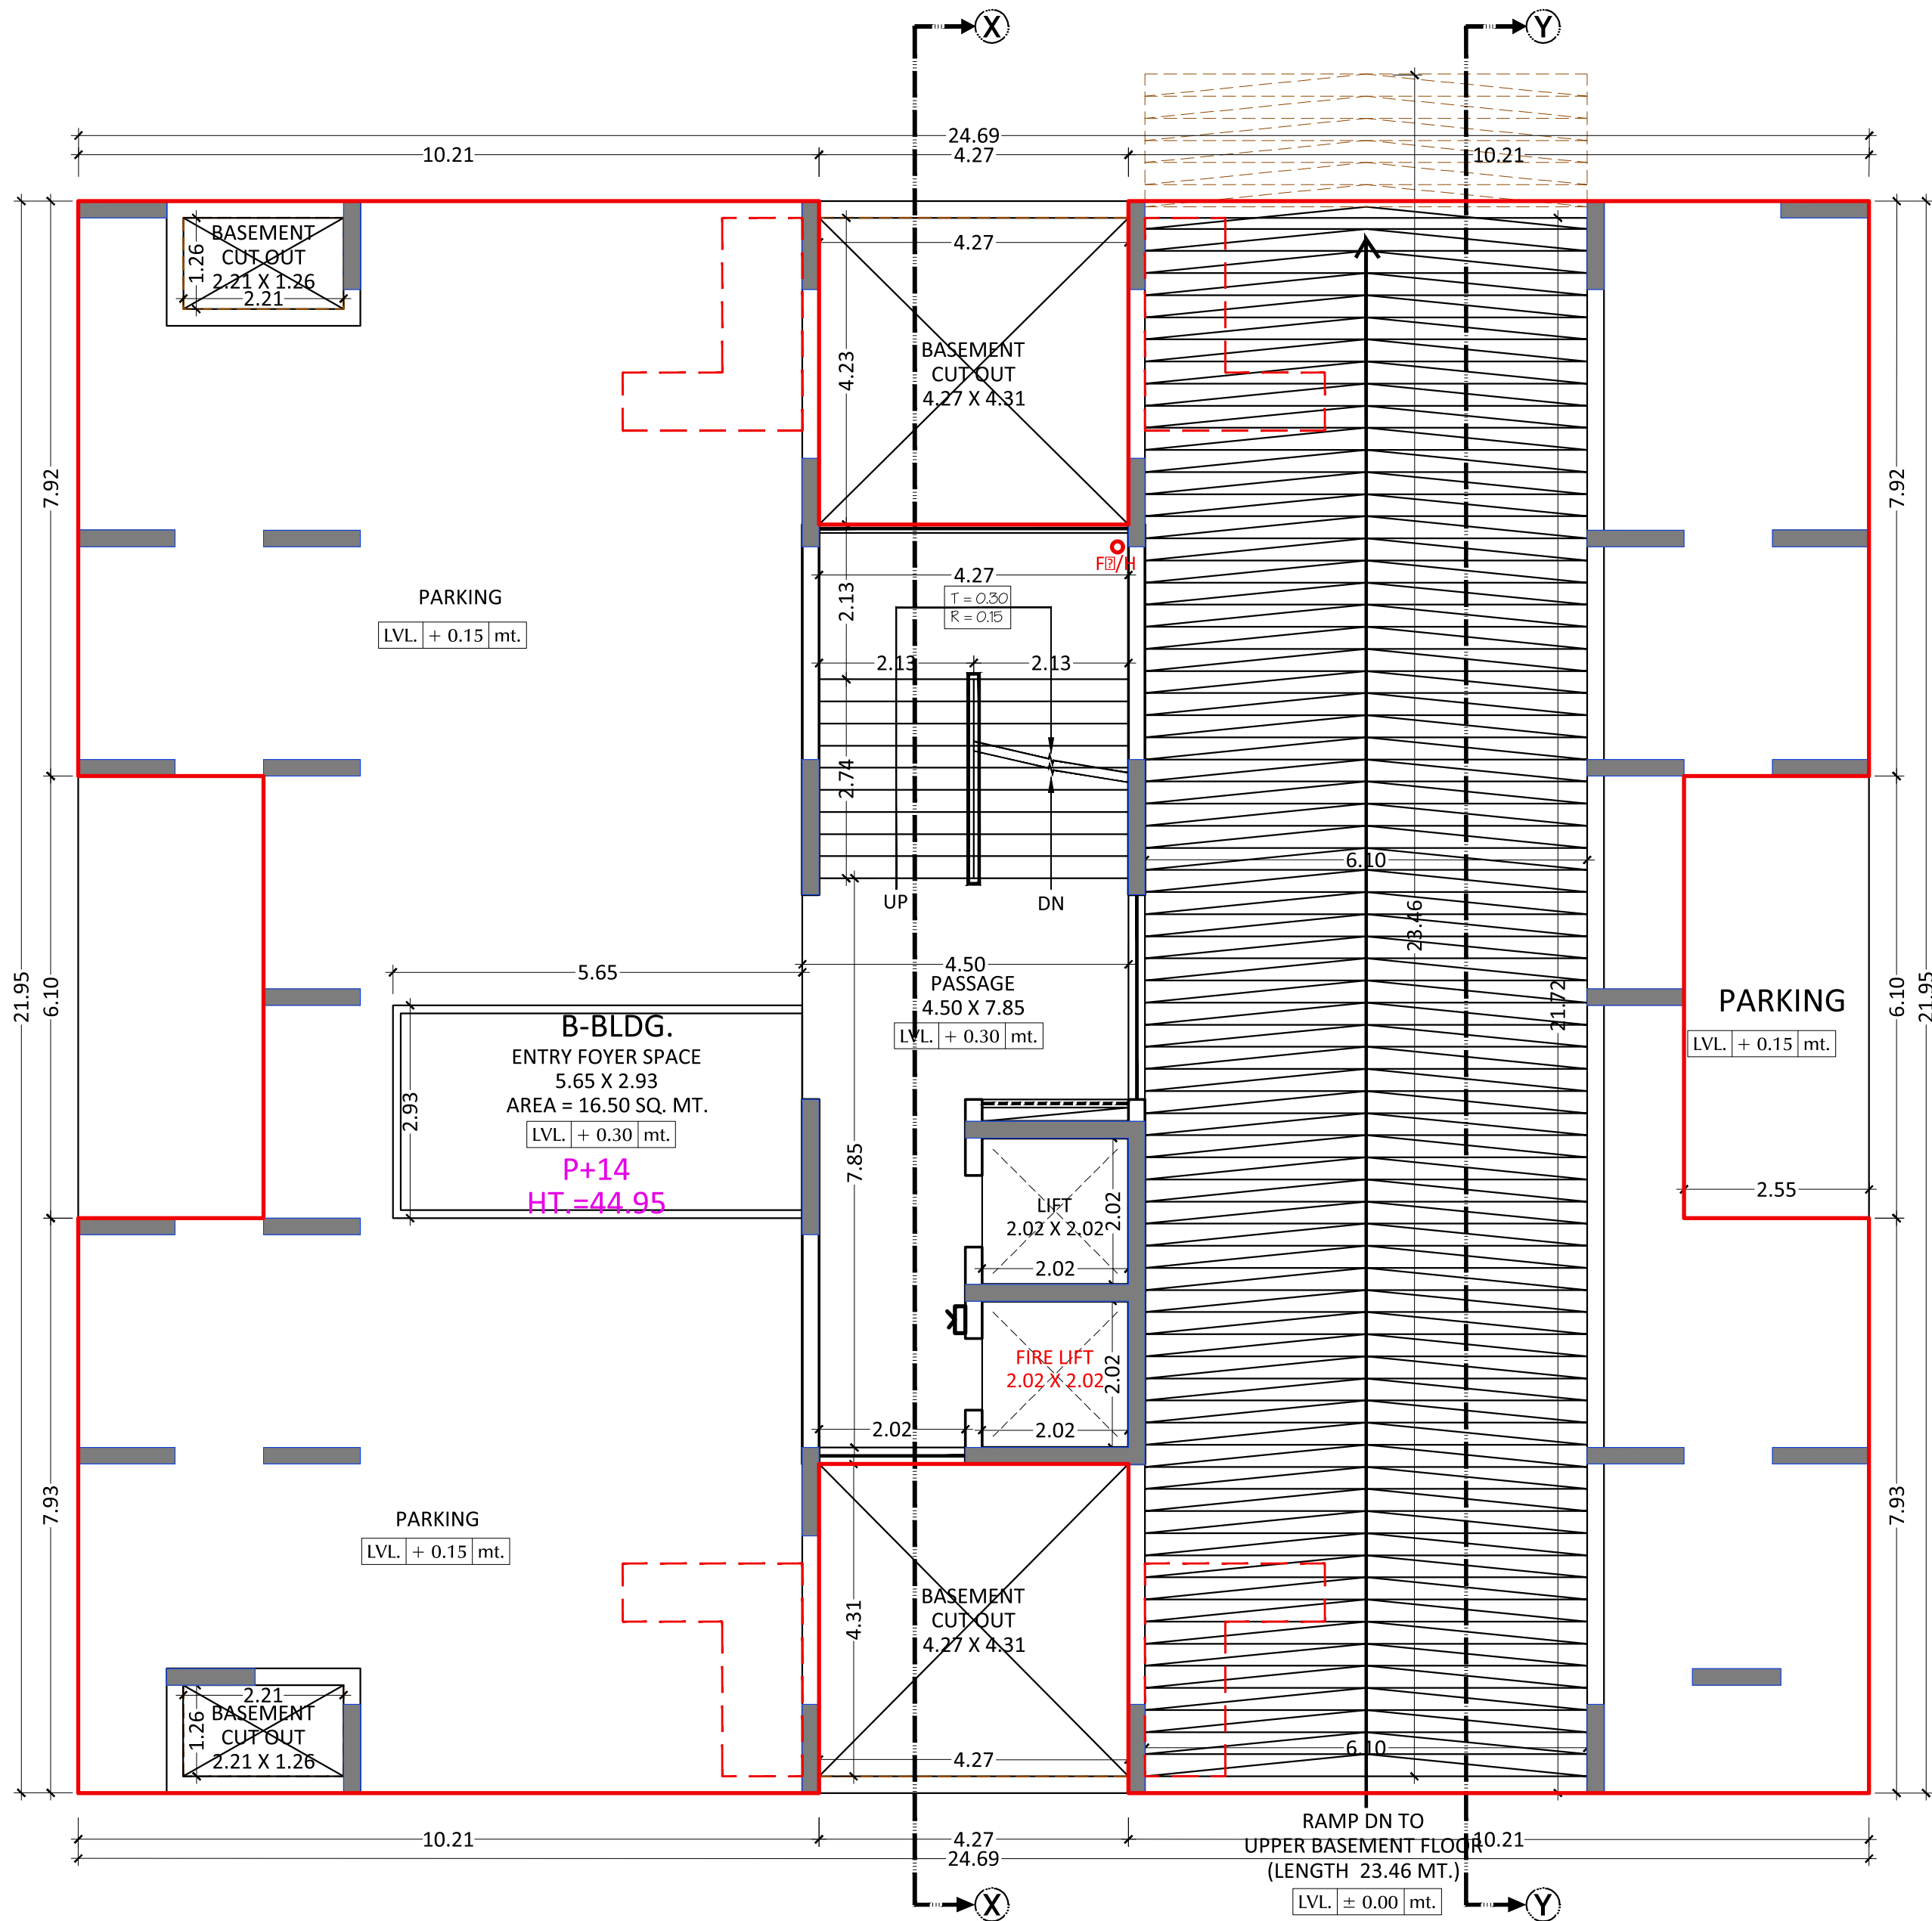 X
Y
24.69
10.21
4.27
10.21
BASEMENT
CUT OUT
2.21 X 1.26
2.21
1.26
4.27
4.23
BASEMENT
CUT OUT
4.27 X 4.31
7.92
7.92
F/H
4.27
T = 0.30
R = 0.15
2.13
2.13
2.13
PARKING
LVL. + 0.15 mt.
2.74
UP
DN
6.10
23.46
21.72
21.95
6.10
5.65
4.50
PASSAGE
4.50 X 7.85
LVL. + 0.30 mt.
B-BLDG.
ENTRY FOYER SPACE
5.65 X 2.93
AREA = 16.50 SQ. MT.
LVL. + 0.30 mt.
P+14
HT.=44.95
2.93
PARKING
LVL. + 0.15 mt.
6.10
21.95
7.85
LIFT
2.02 X 2.02
2.02
2.02
2.55
FIRE LIFT
2.02 X 2.02
2.02
2.02
2.02
7.93
7.93
PARKING
LVL. + 0.15 mt.
4.31
BASEMENT
CUT OUT
4.27 X 4.31
4.27
2.21
1.26
BASEMENT
CUT OUT
2.21 X 1.26
6.10
RAMP DN TO
UPPER BASEMENT FLOOR
(LENGTH 23.46 MT.)
LVL. ± 0.00 mt.
10.21
4.27
10.21
24.69
X
Y